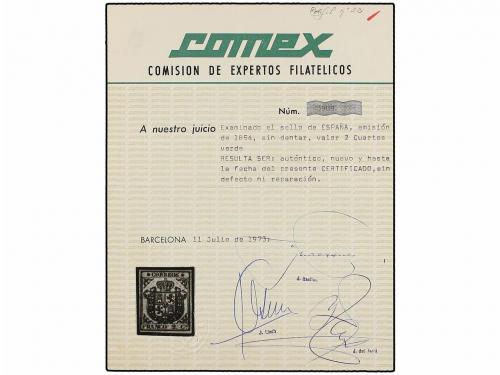 comex
COMISION DE EXPERTOS FILATELICOS
Núm.
A nuestro juicio Examinado el sello de ESPAÑA, emisión
de 1854, sin dentar, valor 2 Cuartos
verde
RESULTA SER: auténtico, nuevo y hasta
la fecha del presente CERTIFICADO, sin
defecto ni reparación.
BARCELONA 11 Julio de 1973.
CORREOS
FRANCO 2 Cs